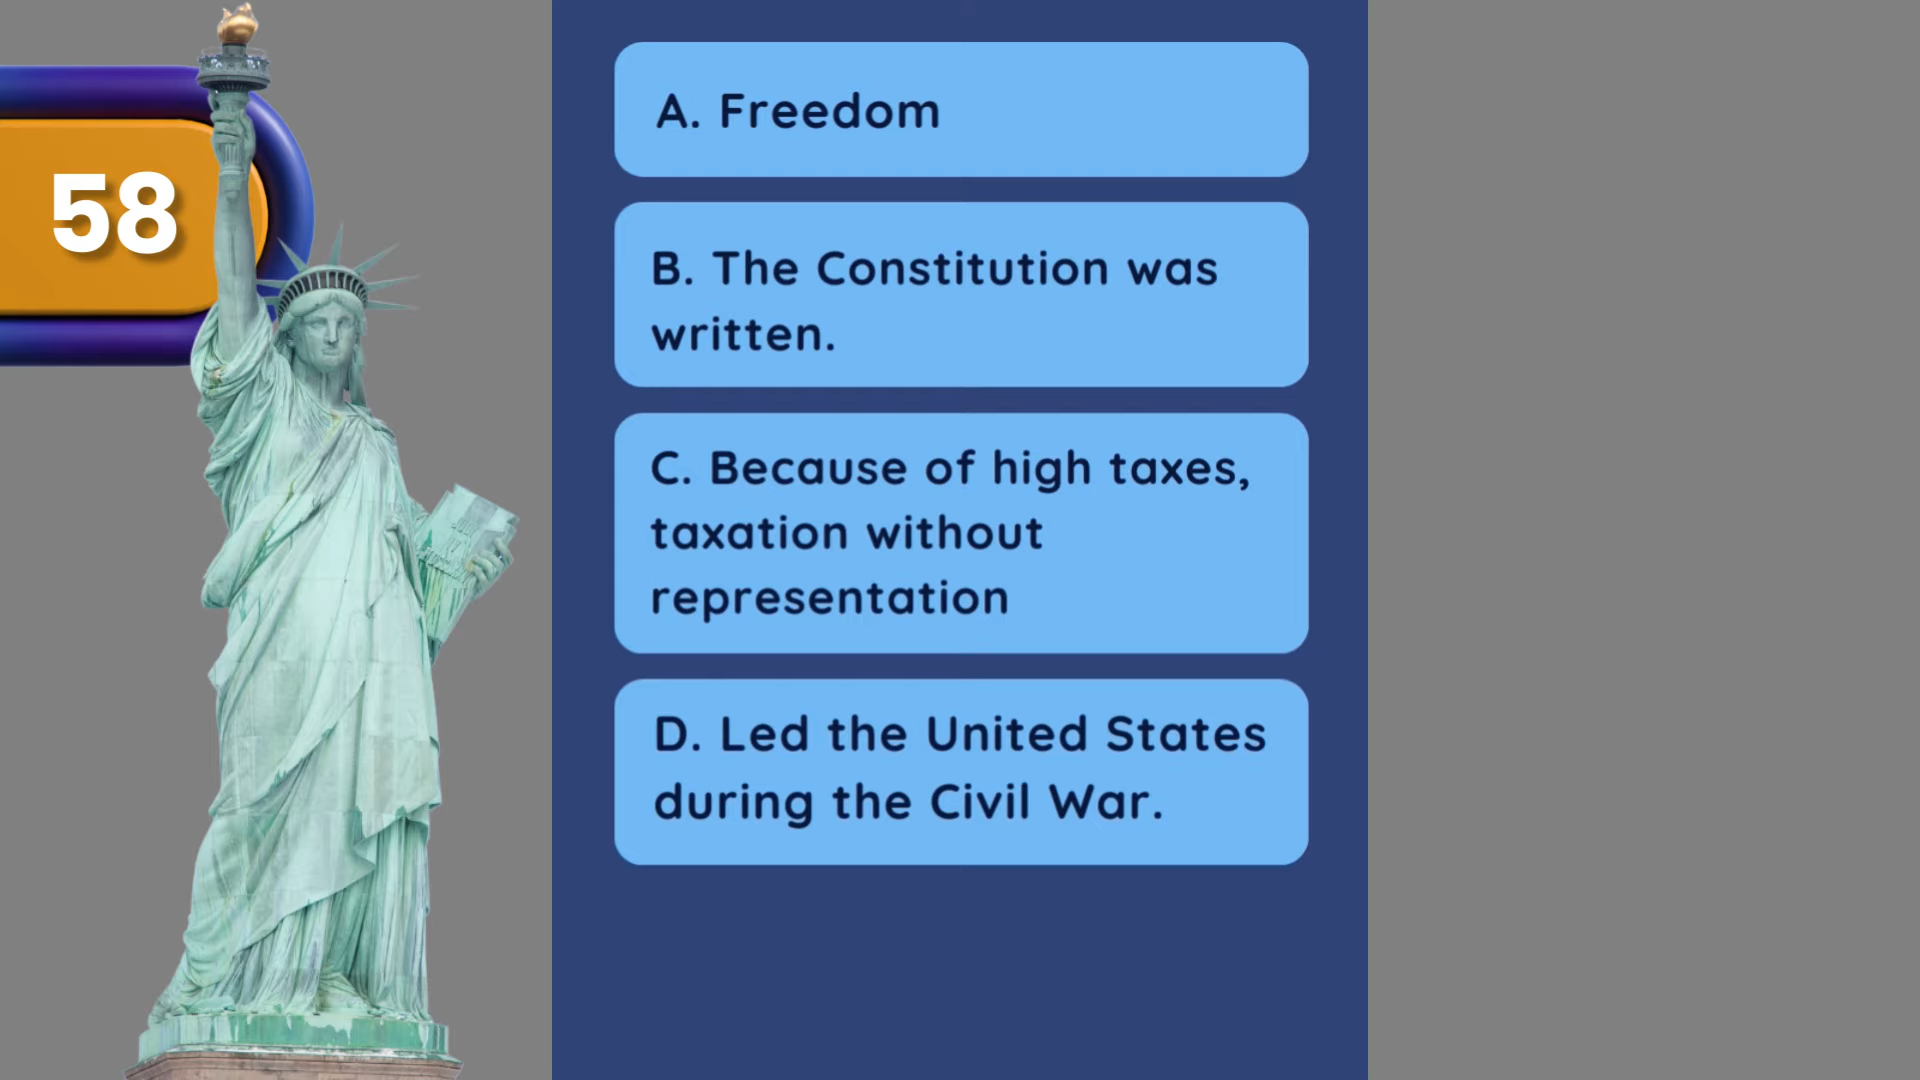 58
A. Freedom
B. The Constitution was
written.
C. Because of high taxes,
taxation without
representation
D. Led the United States
during the Civil War.